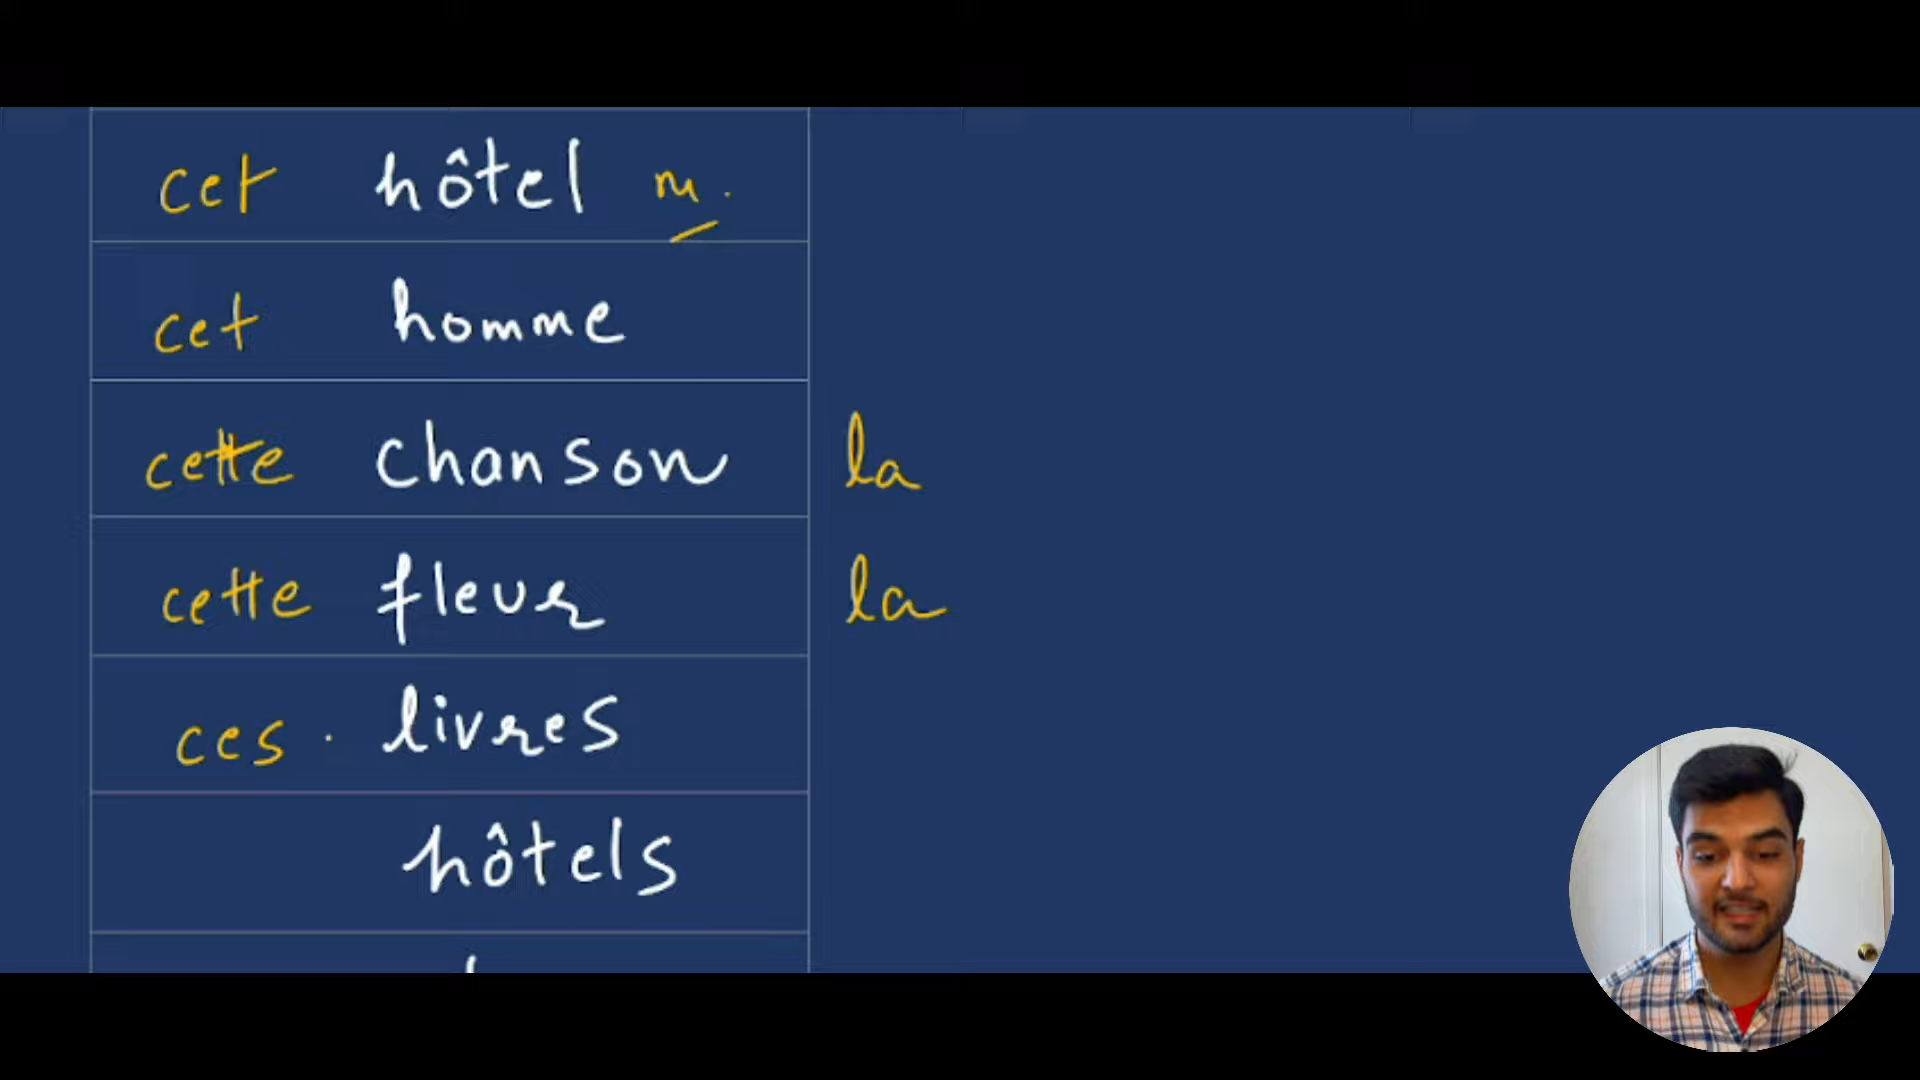 cet hôtel m.
cet homme
cette chanson la
cette fleur la
ces . livres
hôtels